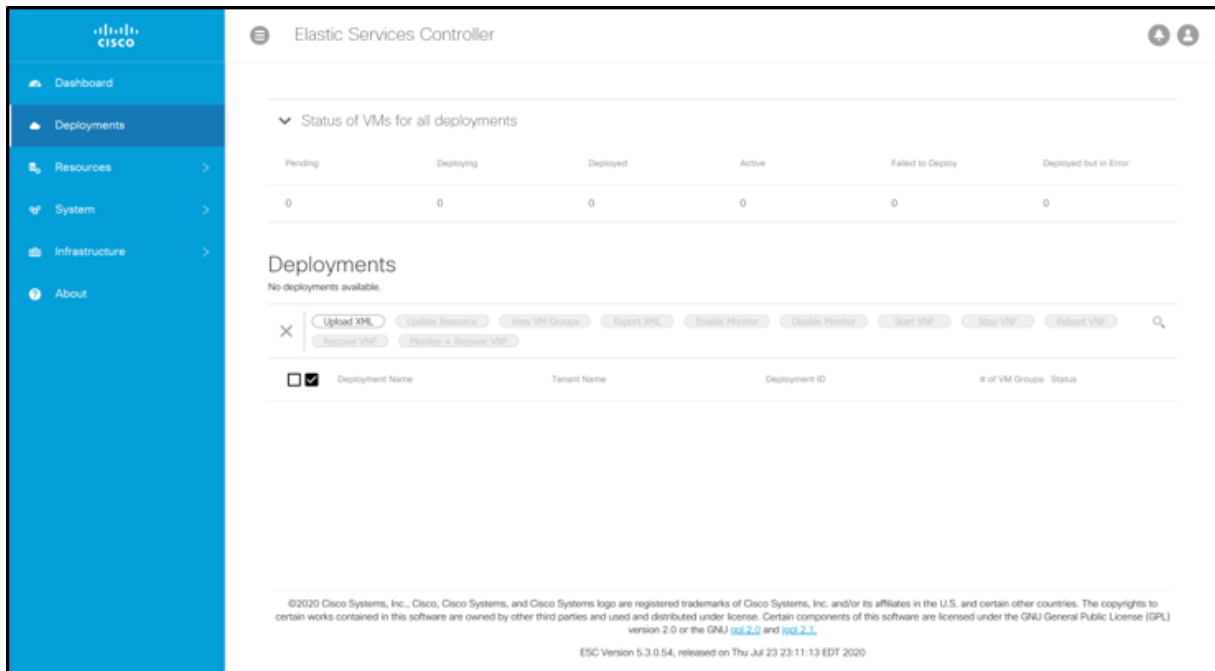 CISCO
Elastic Services Controller
Dashboard
Deployments
Resources
System
Infrastructure
About
Status of VMs for all deployments
Pending Deploying Deployed Active Failed to Deploy Deployed but in Error
0 0 0 0 0 0
Deployments
No deployments available.
Upload XML Update Resource View VM Groups Export XML Enable Monitor Disable Monitor Start VNF Stop VNF Reboot VNF
Recover VNF Monitor + Recover VNF
Deployment Name Tenant Name Deployment ID # of VM Groups Status
©2020 Cisco Systems, Inc., Cisco, Cisco Systems, and Cisco Systems logo are registered trademarks of Cisco Systems, Inc. and/or its affiliates in the U.S. and certain other countries. The copyrights to
certain works contained in this software are owned by other third parties and used and distributed under license. Certain components of this software are licensed under the GNU General Public License (GPL)
version 2.0 or the GNU gpl 2.0 and lgpl 2.1.
ESC Version 5.3.0.54, released on Thu Jul 23 23:11:13 EDT 2020